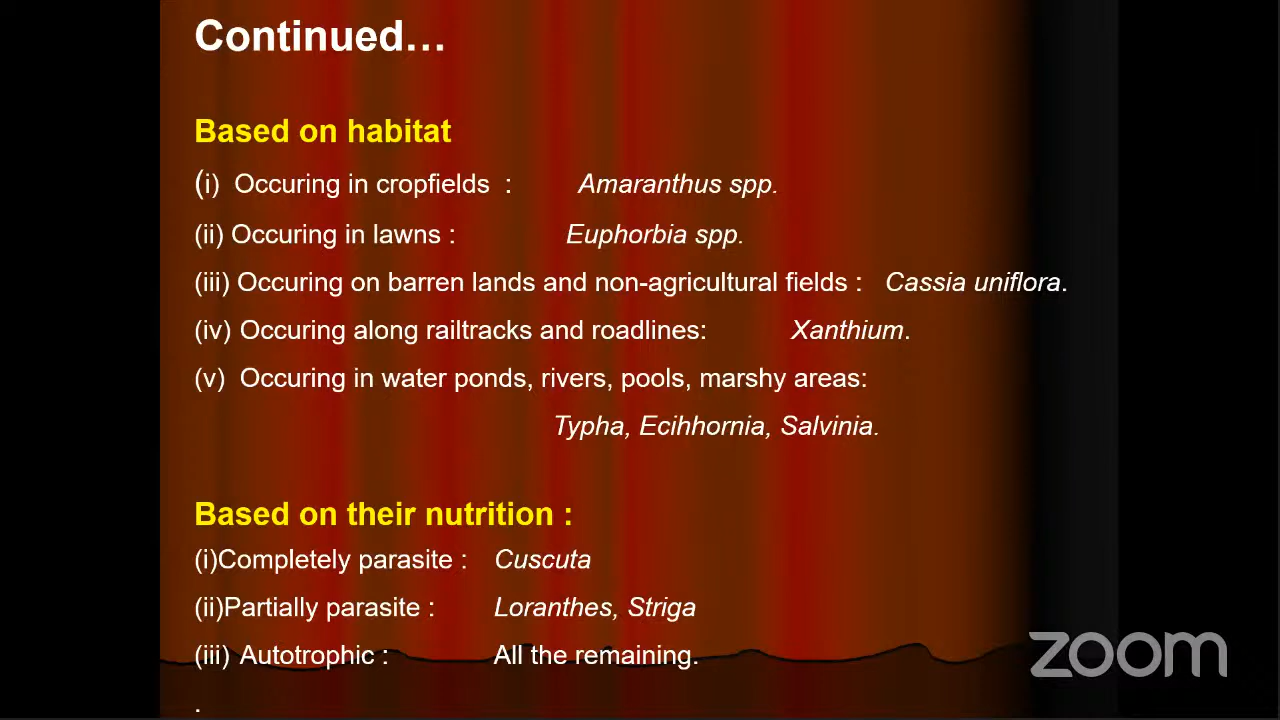 Continued…
Based on habitat
(i) Occuring in cropfields : Amaranthus spp.
(ii) Occuring in lawns : Euphorbia spp.
(iii) Occuring on barren lands and non-agricultural fields : Cassia uniflora.
(iv) Occuring along railtracks and roadlines: Xanthium.
(v) Occuring in water ponds, rivers, pools, marshy areas:
Typha, Ecihhornia, Salvinia.
Based on their nutrition :
(i)Completely parasite : Cuscuta
(ii)Partially parasite : Loranthes, Striga
(iii) Autotrophic : All the remaining.
.
zoom